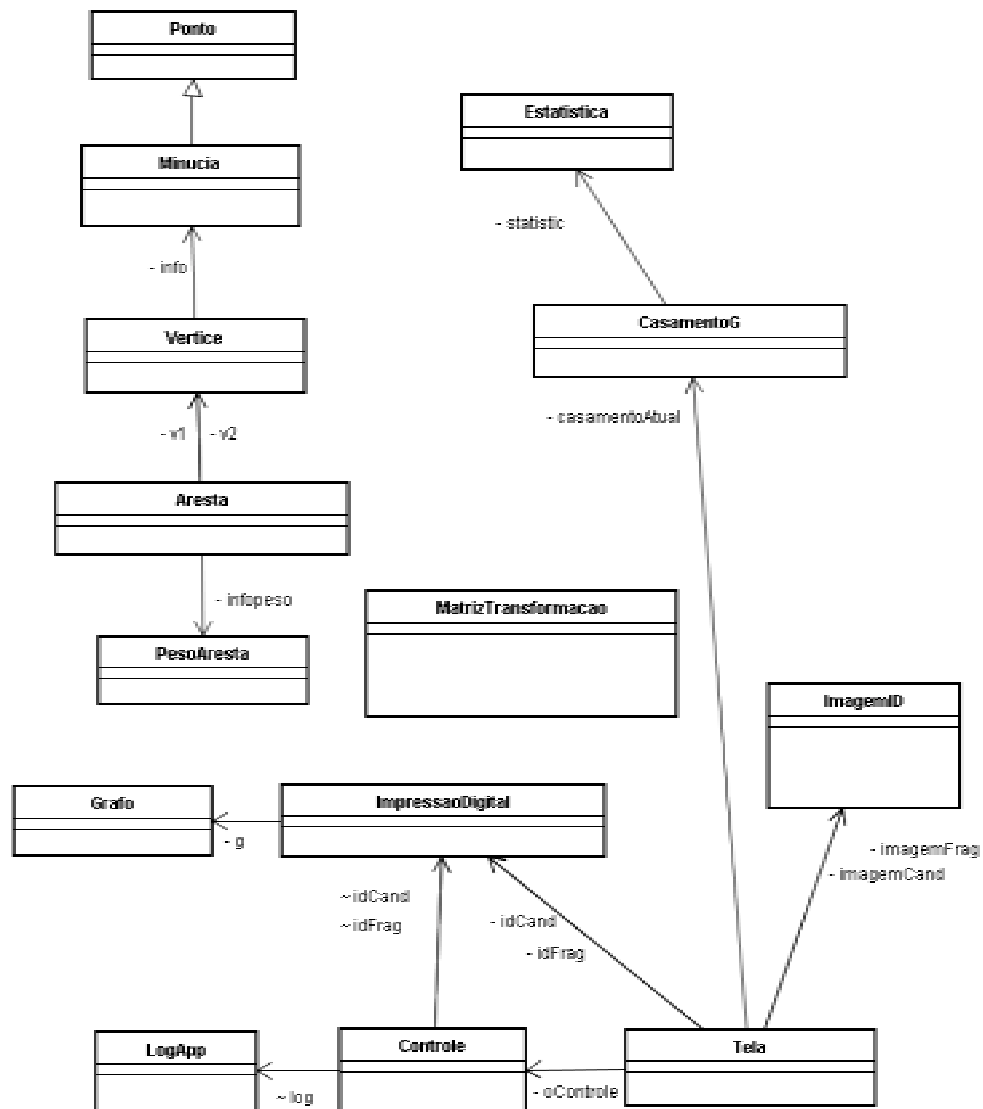 Ponto
Estatistica
Minucia
- statistic
- info
CasamentoG
Vertice
- casamentoAtual
- v1
- v2
Aresta
- infopeso
MatrizTransformacao
PesoAresta
ImagemID
Grafo
ImpressaoDigital
- g
- imagemFrag
- imagemCand
~ idCand
~ idFrag
- idCand
- idFrag
LogApp
Controle
Tela
~ log
- oControle